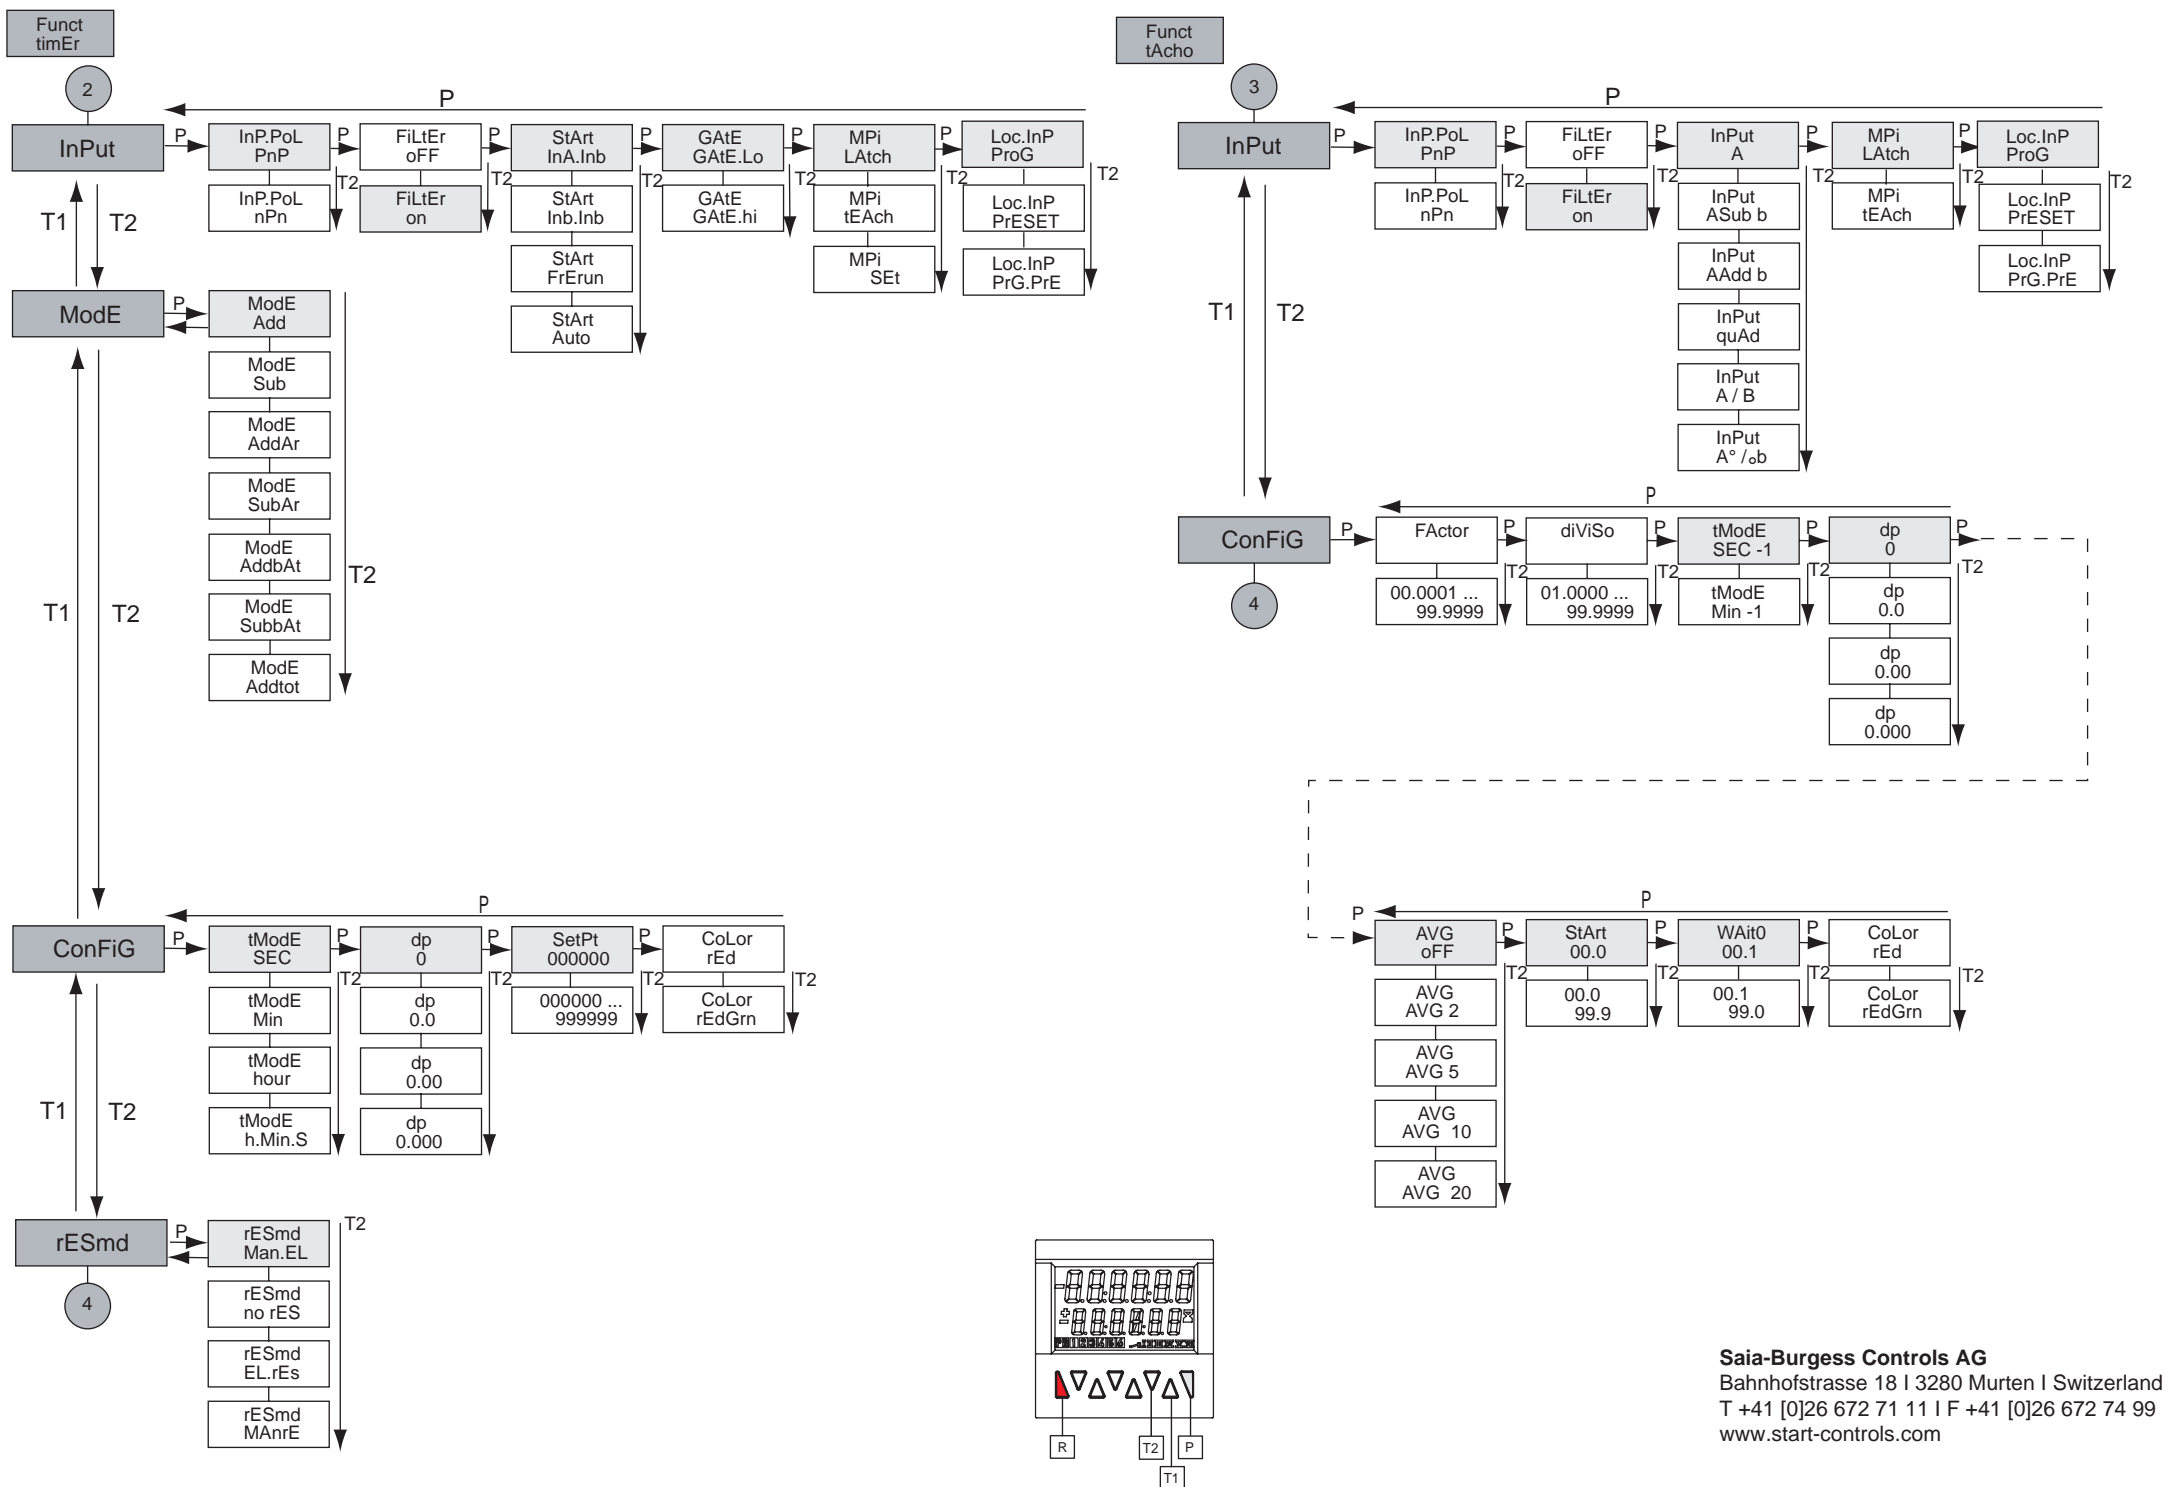 Funct
timEr
2
P
InPut
P
InP.PoL
PnP
P
FiLtEr
oFF
P
StArt
InA.Inb
P
GAtE
GAtE.Lo
P
MPi
LAtch
P
Loc.InP
ProG
T2
InP.PoL
nPn
T2
FiLtEr
on
T2
StArt
Inb.Inb
T2
GAtE
GAtE.hi
T2
MPi
tEAch
T2
Loc.InP
PrESET
T2
StArt
FrErun
MPi
SEt
Loc.InP
PrG.PrE
StArt
Auto
T1
T2
ModE
P
ModE
Add
ModE
Sub
ModE
AddAr
ModE
SubAr
ModE
AddbAt
ModE
SubbAt
ModE
Addtot
T2
T1
T2
P
ConFiG
P
tModE
SEC
P
dp
0
P
SetPt
000000
P
CoLor
rEd
T2
tModE
Min
T2
dp
0.0
T2
000000 ...
999999
T2
CoLor
rEdGrn
tModE
hour
dp
0.00
tModE
h.Min.S
dp
0.000
T1
T2
rESmd
P
rESmd
Man.EL
T2
rESmd
no rES
rESmd
EL.rEs
rESmd
MAnrE
4
Funct
tAcho
3
P
InPut
P
InP.PoL
PnP
P
FiLtEr
oFF
P
InPut
A
P
MPi
LAtch
P
Loc.InP
ProG
T2
InP.PoL
nPn
T2
FiLtEr
on
T2
InPut
ASub b
T2
MPi
tEAch
T2
Loc.InP
PrESET
T2
InPut
AAdd b
Loc.InP
PrG.PrE
InPut
quAd
InPut
A / B
InPut
A° /ob
T1
T2
P
ConFiG
P
FActor
P
diViSo
P
tModE
SEC -1
P
dp
0
P
T2
00.0001 ...
99.9999
T2
01.0000 ...
99.9999
T2
tModE
Min -1
T2
dp
0.0
dp
0.00
dp
0.000
4
P
P
AVG
oFF
P
StArt
00.0
P
WAit0
00.1
P
CoLor
rEd
T2
AVG
AVG 2
T2
00.0
99.9
T2
00.1
99.0
T2
CoLor
rEdGrn
AVG
AVG 5
AVG
AVG 10
AVG
AVG 20
R
T2
P
T1
Saia-Burgess Controls AG
Bahnhofstrasse 18 I 3280 Murten I Switzerland
T +41 [0]26 672 71 11 I F +41 [0]26 672 74 99
www.start-controls.com